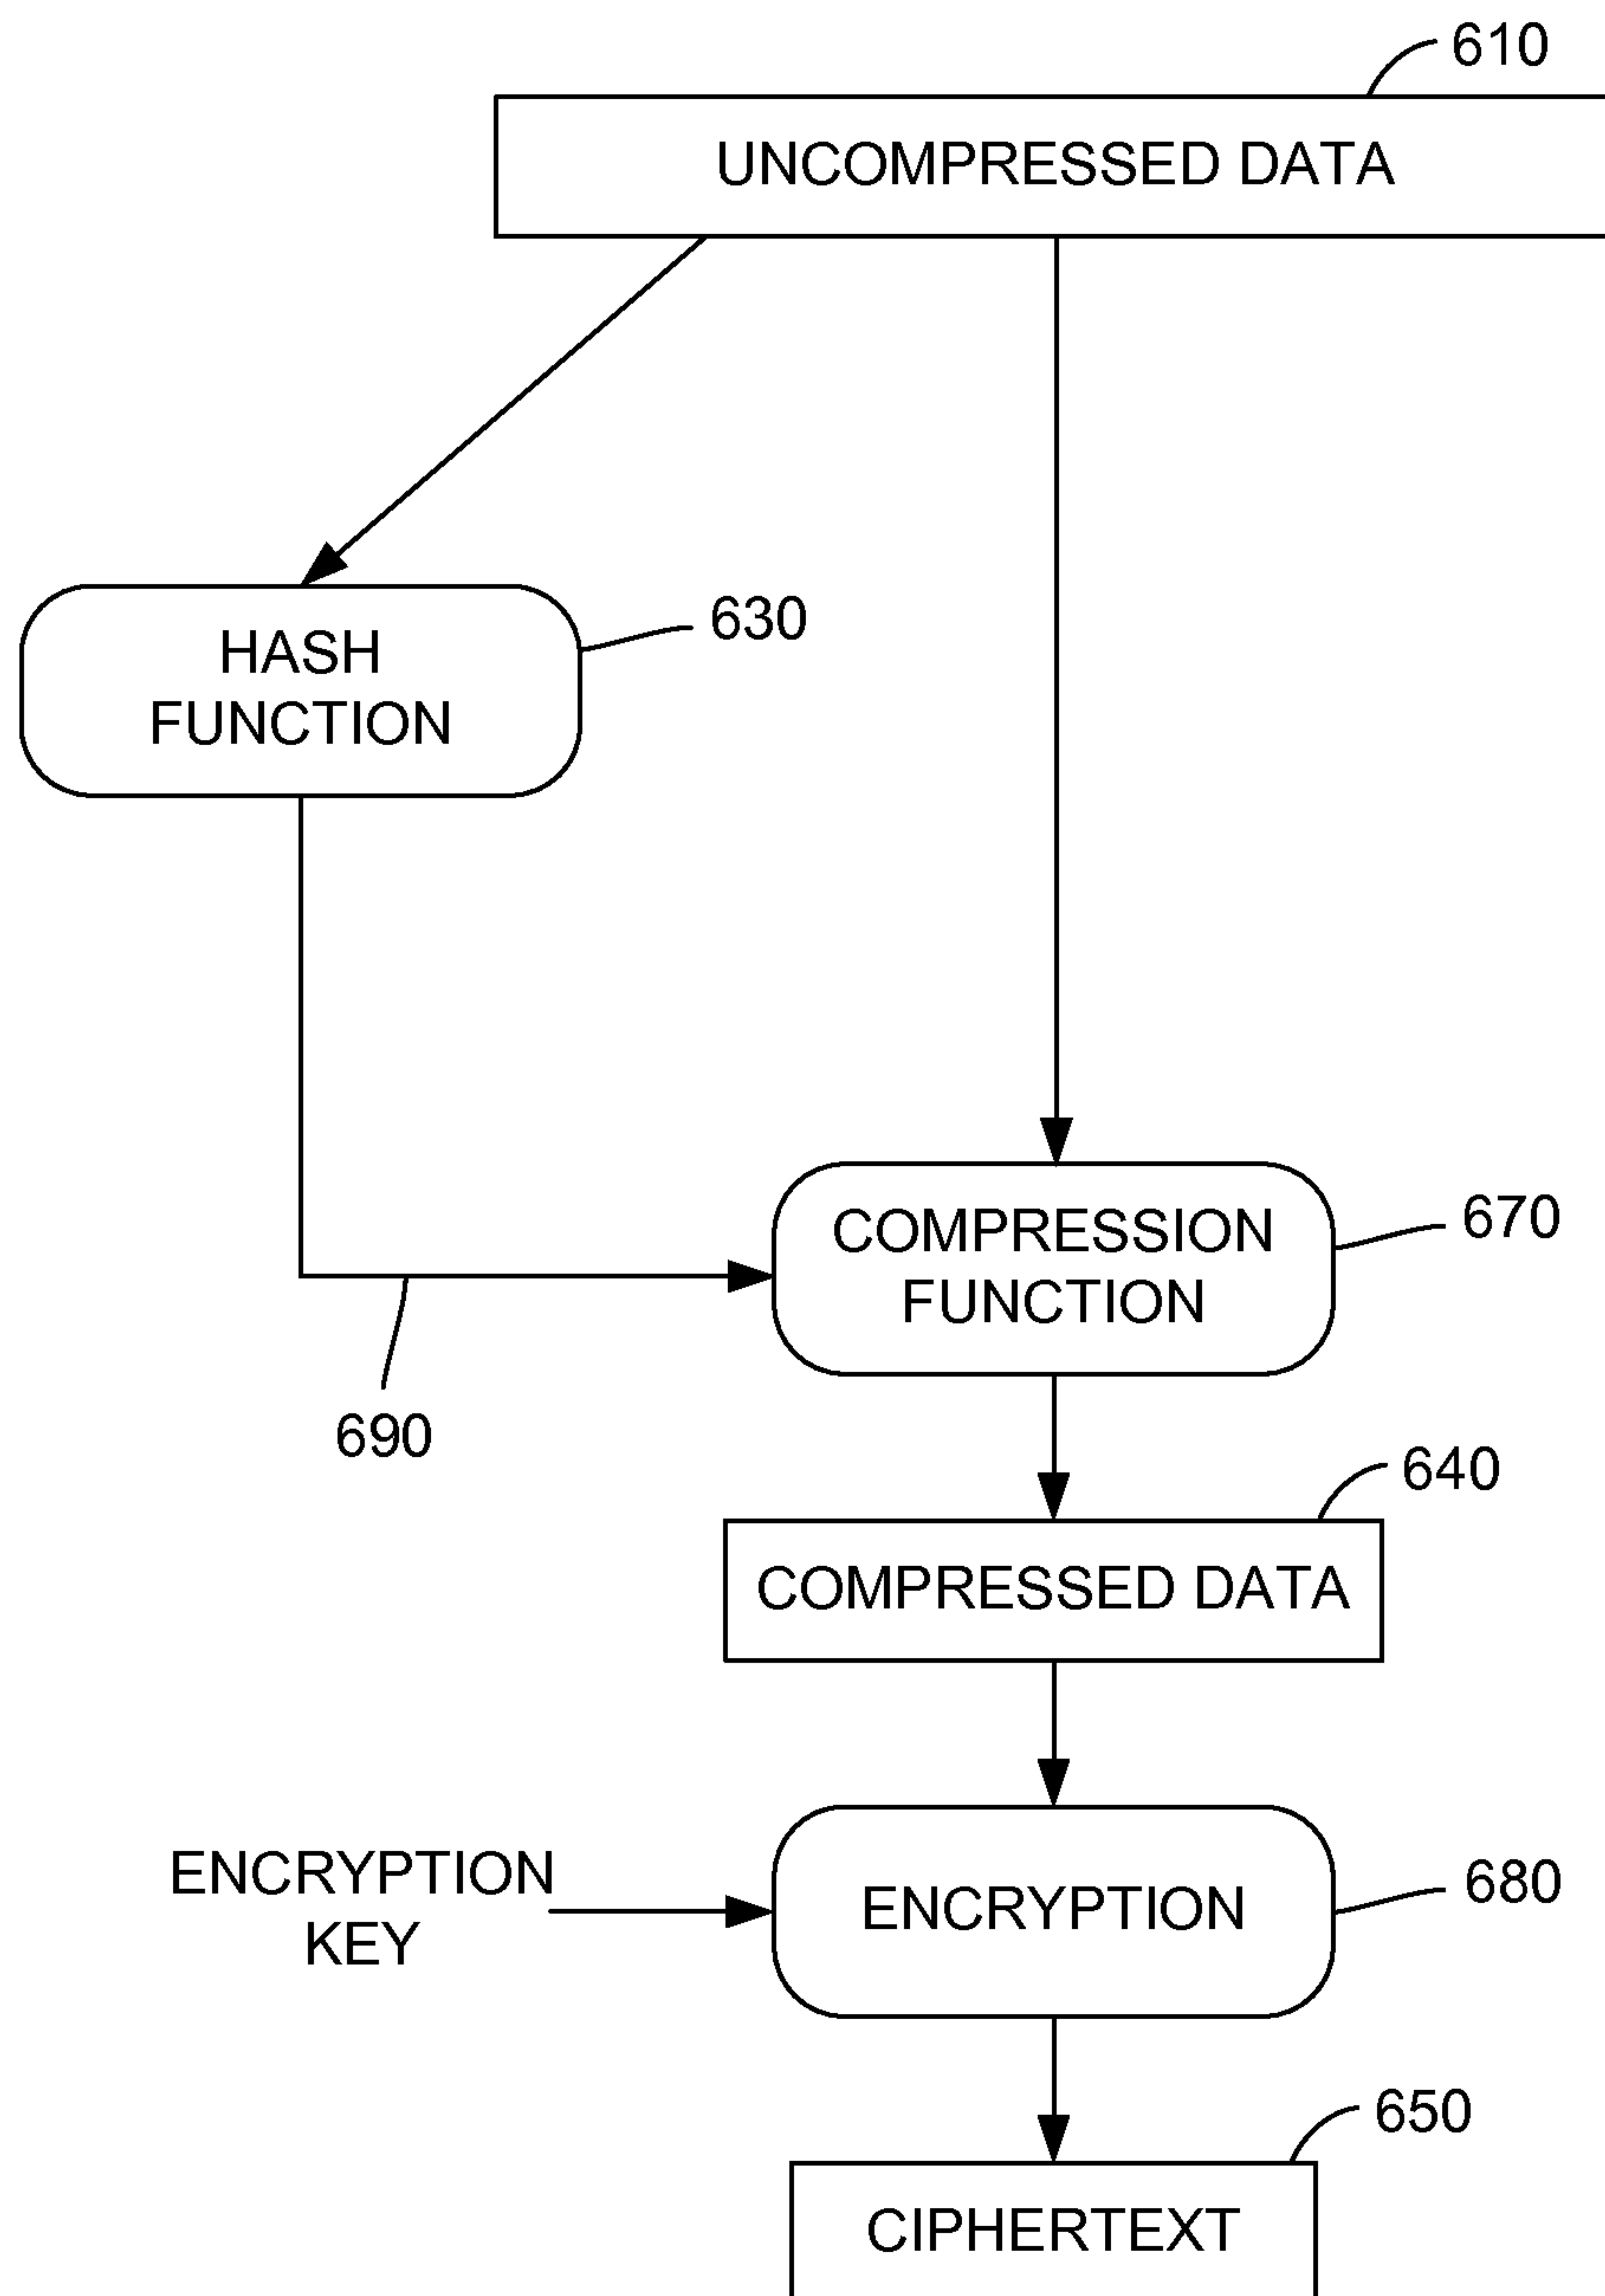 610
UNCOMPRESSED DATA
HASH
FUNCTION
630
COMPRESSION
FUNCTION
670
690
640
COMPRESSED DATA
ENCRYPTION
KEY
ENCRYPTION
680
650
CIPHERTEXT